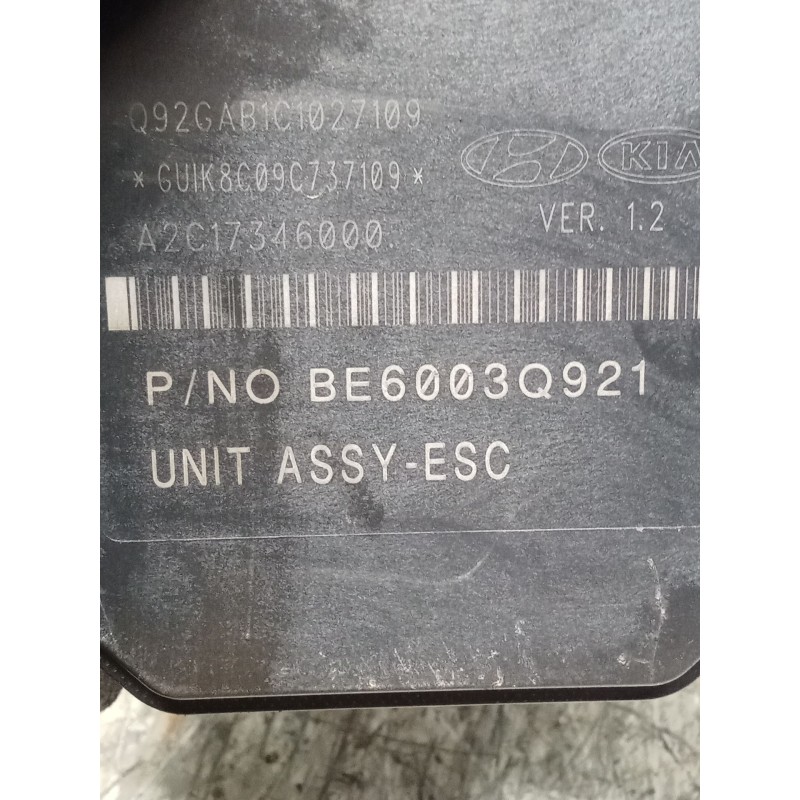 Q92GAB1C1027109
*GUIK8C09C737109*
KIA
A2C17346000.
VER. 1.2
P/NO BE6003Q921
UNIT ASSY-ESC